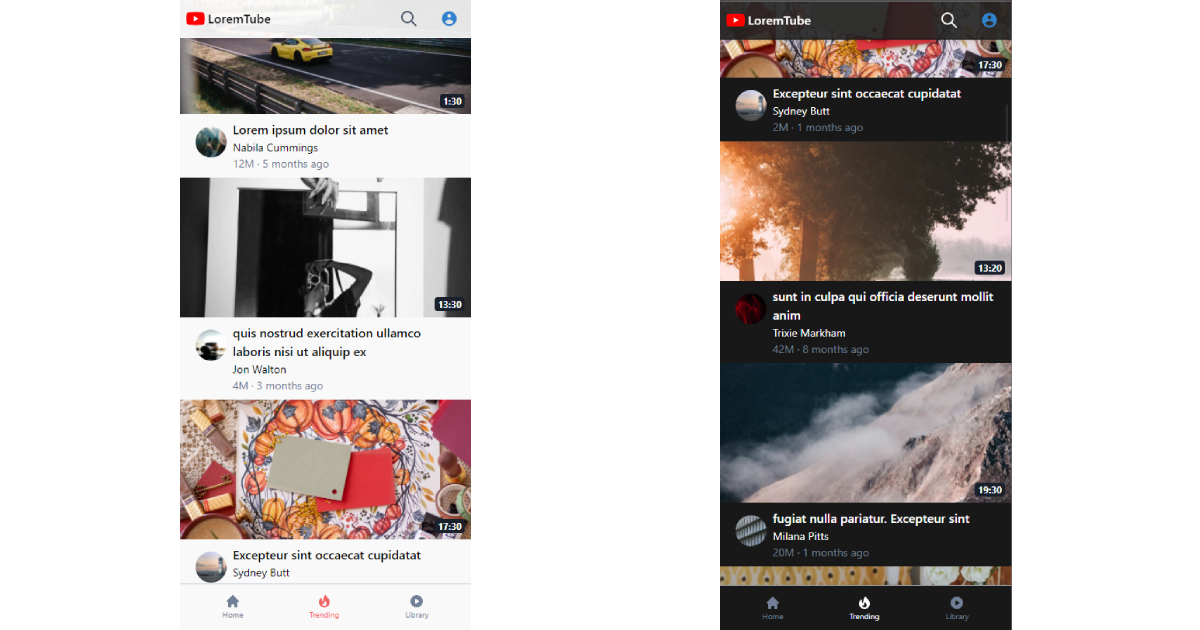 LoremTube
1:30
Lorem ipsum dolor sit amet
Nabila Cummings
12M · 5 months ago
13:30
quis nostrud exercitation ullamco
laboris nisi ut aliquip ex
Jon Walton
4M · 3 months ago
17:30
Excepteur sint occaecat cupidatat
Sydney Butt
Home
Trending
Library
LoremTube
17:30
Excepteur sint occaecat cupidatat
Sydney Butt
2M · 1 months ago
13:20
sunt in culpa qui officia deserunt mollit
anim
Trixie Markham
42M · 8 months ago
19:30
fugiat nulla pariatur. Excepteur sint
Milana Pitts
20M · 1 months ago
Home
Trending
Library